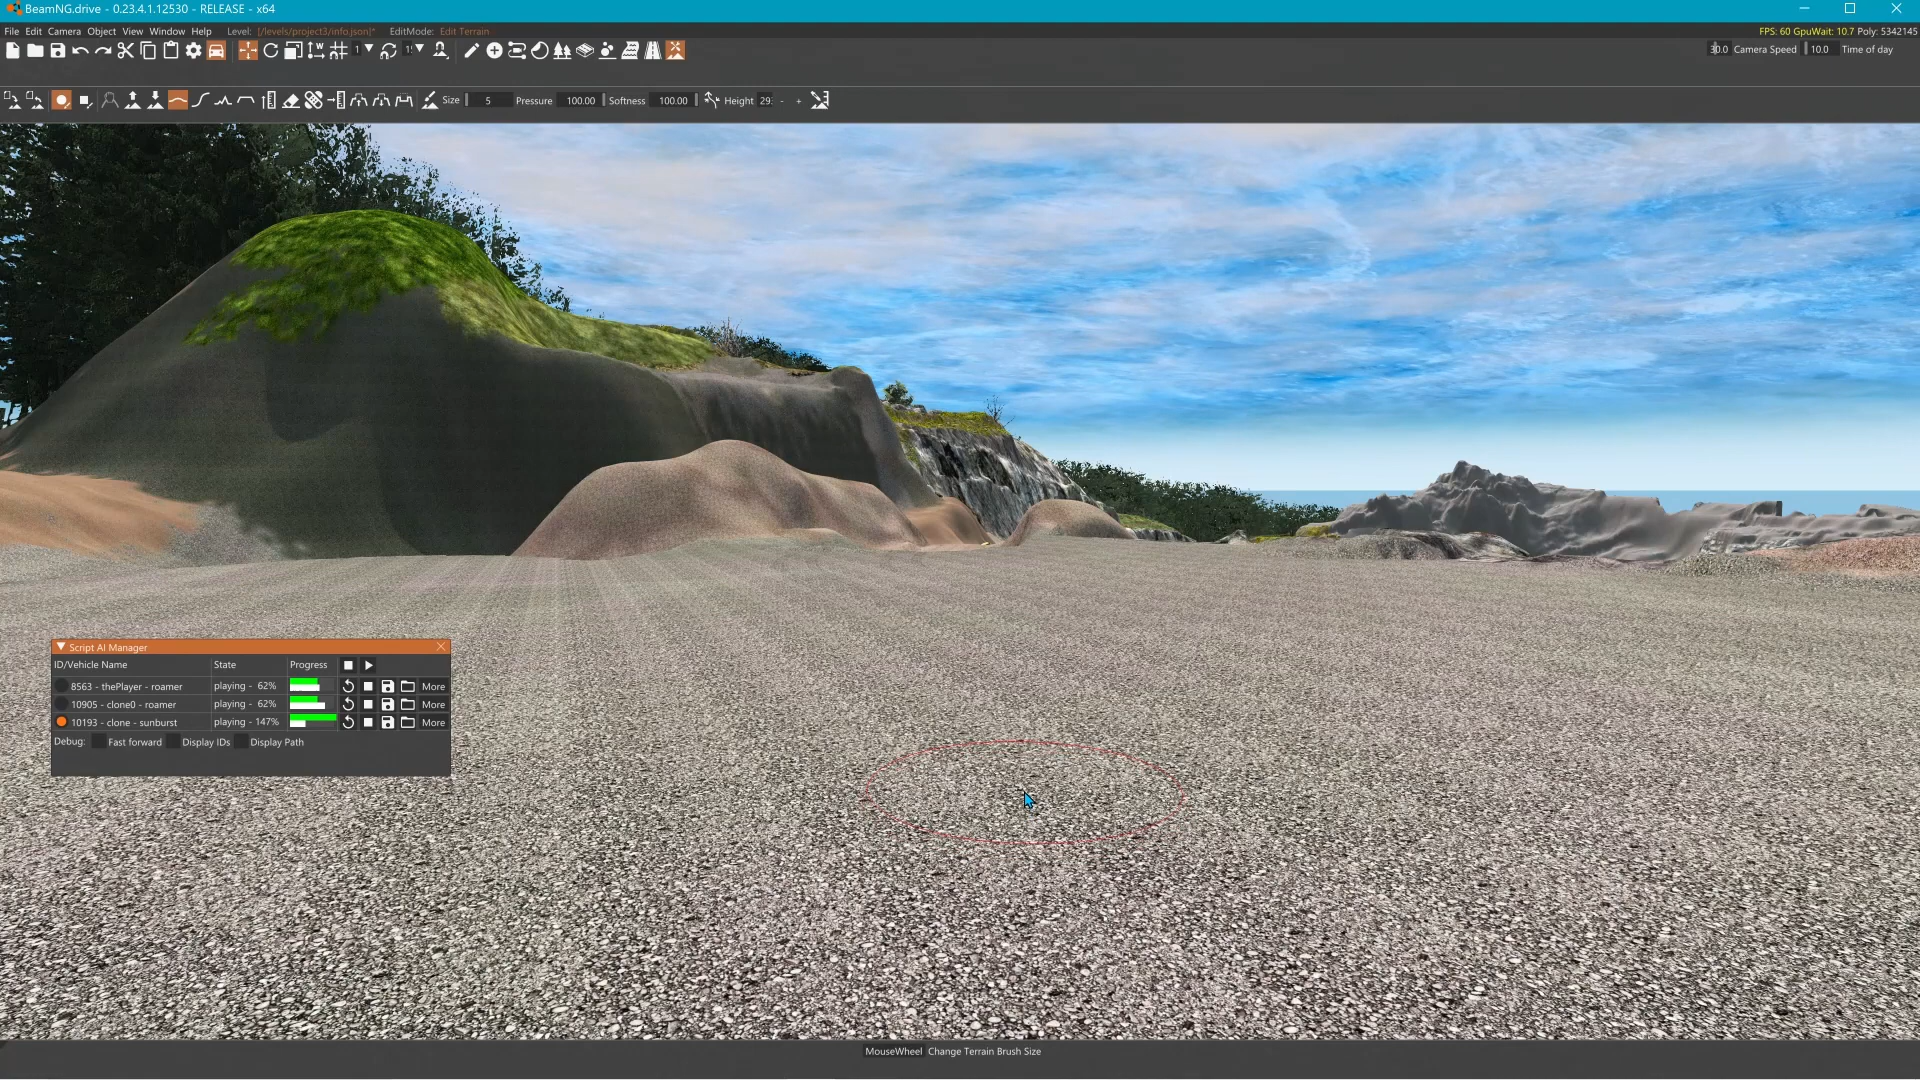 BeamNG.drive - 0.23.4.1.12530 - RELEASE - x64
File Edit Camera Object View Window Help Level: [/levels/project3/info.json]* EditMode: Edit Terrain
FPS: 60 GpuWait: 10.7 Poly: 5342145
30.0 Camera Speed 10.0 Time of day
Size 5 Pressure 100.00 Softness 100.00 Height 29. - +
Script AI Manager
ID/Vehicle Name State Progress
8563 - thePlayer - roamer playing - 62% More
10905 - clone0 - roamer playing - 62% More
10193 - clone - sunburst playing - 147% More
Debug: Fast forward Display IDs Display Path
MouseWheel Change Terrain Brush Size